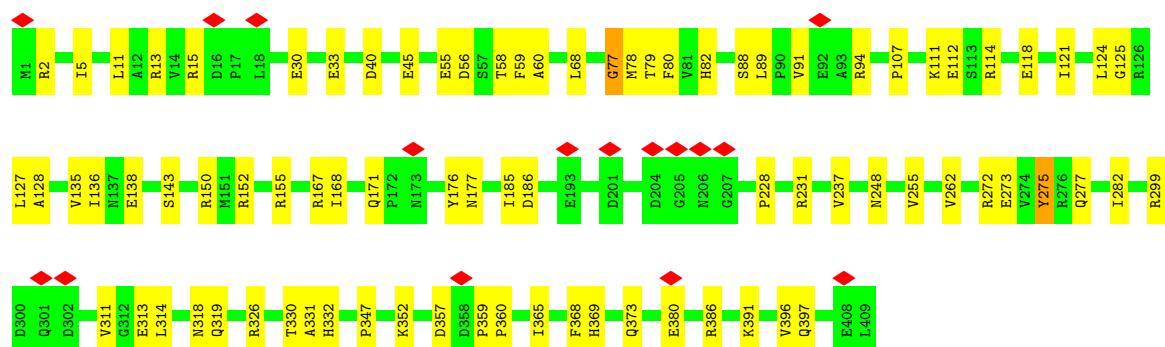 M1 R2 I5 L11 A12 R13 V14 R15 D16 P17 L18 E30 E33 D40 E45 E55 D56 S57 T58 F59 A60 L68 G77 M78 T79 F80 V81 H82 S88 L89 P90 V91 E92 A93 R94 P107 K111 E112 S113 R114 E118 I121 L124 G125 R126
L127 A128 V135 I136 N137 E138 S143 R150 M151 R152 R155 R167 I168 Q171 P172 N173 Y176 N177 I185 D186 E193 D201 D204 G205 N206 G207 P228 R231 V237 N248 V255 V262 R272 E273 V274 Y275 R276 Q277 I282 R299
D300 Q301 D302 V311 G312 E313 L314 N318 Q319 R326 T330 A331 H332 P347 K352 D357 D358 P359 P360 I365 F368 H369 Q373 E380 R386 K391 V396 Q397 E408 L409